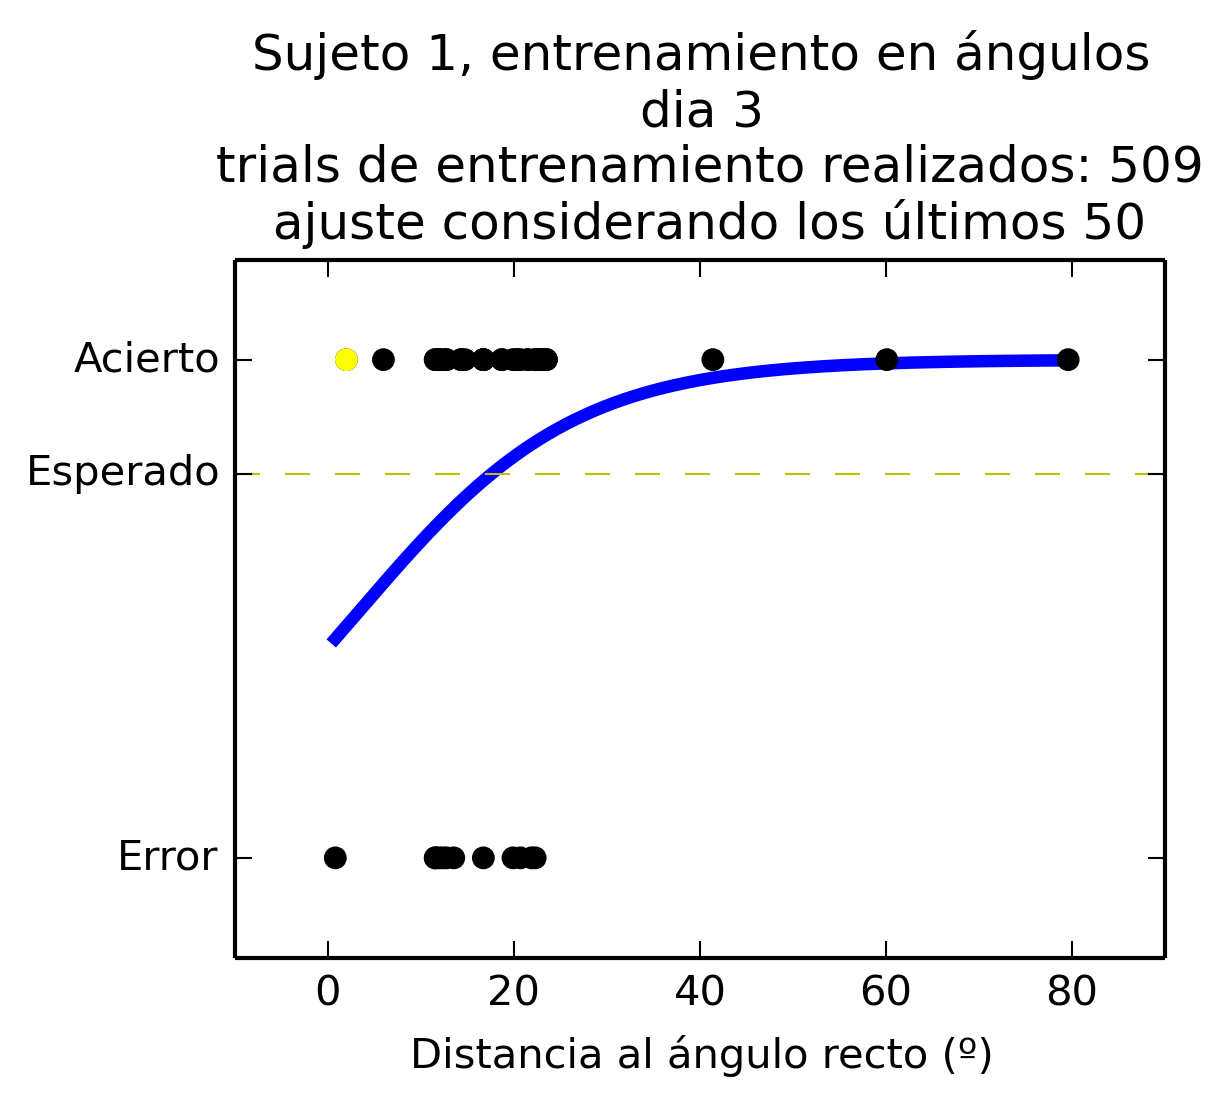 Sujeto 1, entrenamiento en ángulos
dia 3
trials de entrenamiento realizados: 509
ajuste considerando los últimos 50
Acierto
Esperado
Error
0 20 40 60 80
Distancia al ángulo recto (º)